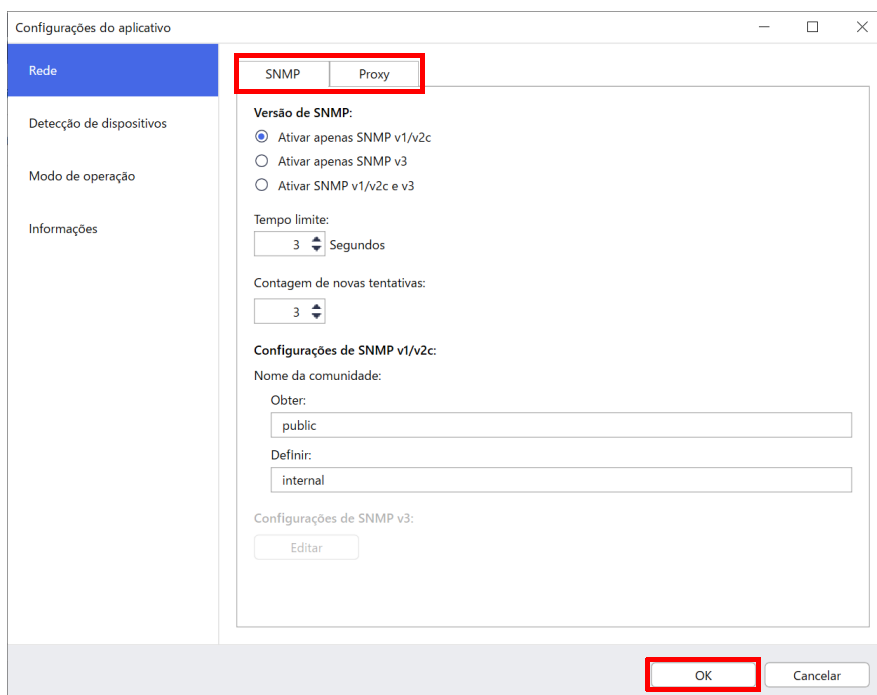 Configurações do aplicativo
Rede
Detecção de dispositivos
Modo de operação
Informações
SNMP
Proxy
Versão de SNMP:
Ativar apenas SNMP v1/v2c
Ativar apenas SNMP v3
Ativar SNMP v1/v2c e v3
Tempo limite:
3 Segundos
Contagem de novas tentativas:
3
Configurações de SNMP v1/v2c:
Nome da comunidade:
Obter:
public
Definir:
internal
Configurações de SNMP v3:
Editar
OK
Cancelar